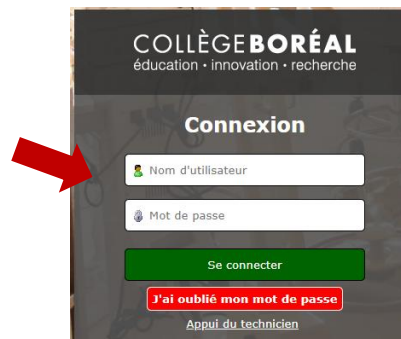 COLLÈGEBORÉAL
éducation • innovation • recherche
Connexion
Nom d'utilisateur
Mot de passe
Se connecter
J'ai oublié mon mot de passe
Appui du technicien